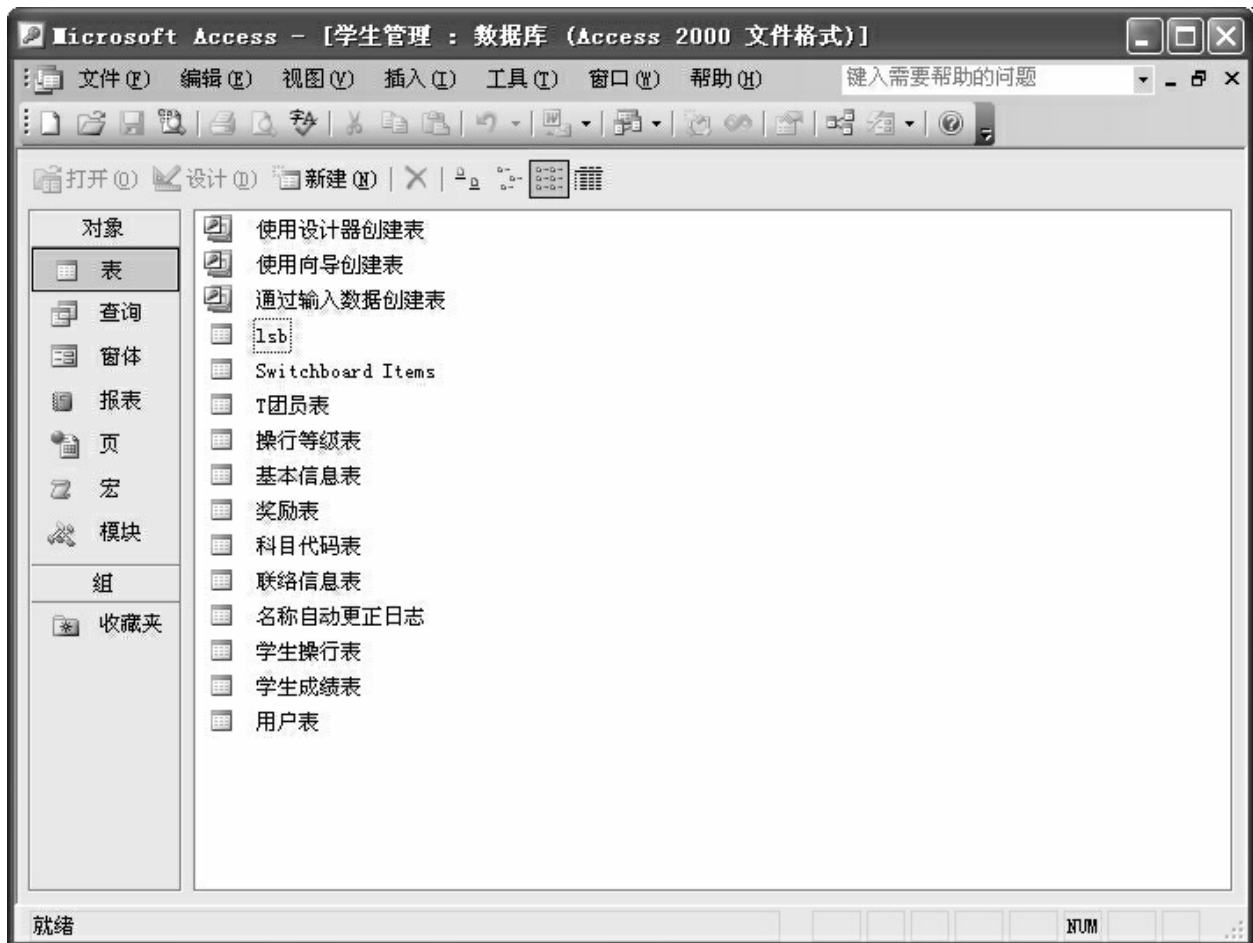 Microsoft Access - [学生管理 : 数据库 (Access 2000 文件格式)]
文件(F) 编辑(E) 视图(V) 插入(I) 工具(T) 窗口(W) 帮助(H) 键入需要帮助的问题
打开(O) 设计(D) 新建(N)
对象
表
查询
窗体
报表
页
宏
模块
组
收藏夹
使用设计器创建表
使用向导创建表
通过输入数据创建表
lsb
Switchboard Items
T团员表
操行等级表
基本信息表
奖励表
科目代码表
联络信息表
名称自动更正日志
学生操行表
学生成绩表
用户表
就绪 NUM